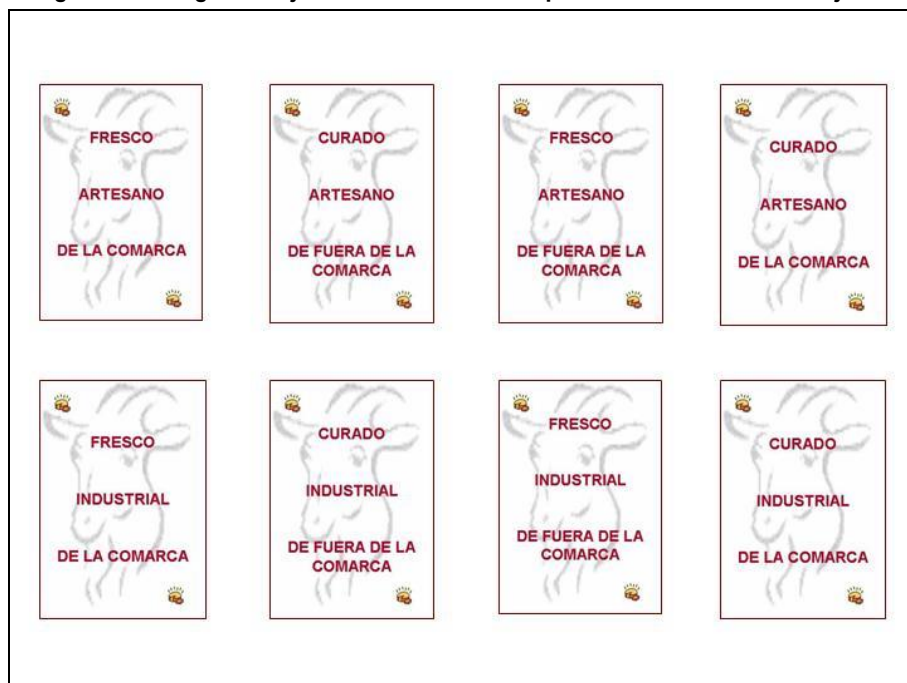 FRESCO
ARTESANO
DE LA COMARCA
CURADO
ARTESANO
DE FUERA DE LA
COMARCA
FRESCO
ARTESANO
DE FUERA DE LA
COMARCA
CURADO
ARTESANO
DE LA COMARCA
FRESCO
INDUSTRIAL
DE LA COMARCA
CURADO
INDUSTRIAL
DE FUERA DE LA
COMARCA
FRESCO
INDUSTRIAL
DE FUERA DE LA
COMARCA
CURADO
INDUSTRIAL
DE LA COMARCA